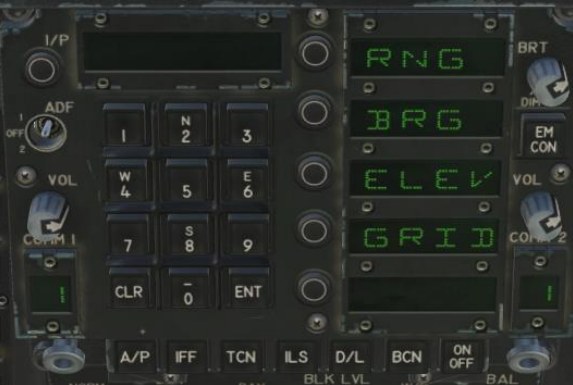 I/P
BRT
RNG
ADF
1
OFF
2
DIM
1
N
2
3
BRG
EM
CON
W
4
5
E
6
ELEV
VOL
VOL
7
S
8
9
GRID
COMM 1
COMM 2
1
CLR
–
0
ENT
1
A/P
IFF
TCN
ILS
D/L
BCN
ON
OFF
BLK LVL
BAL